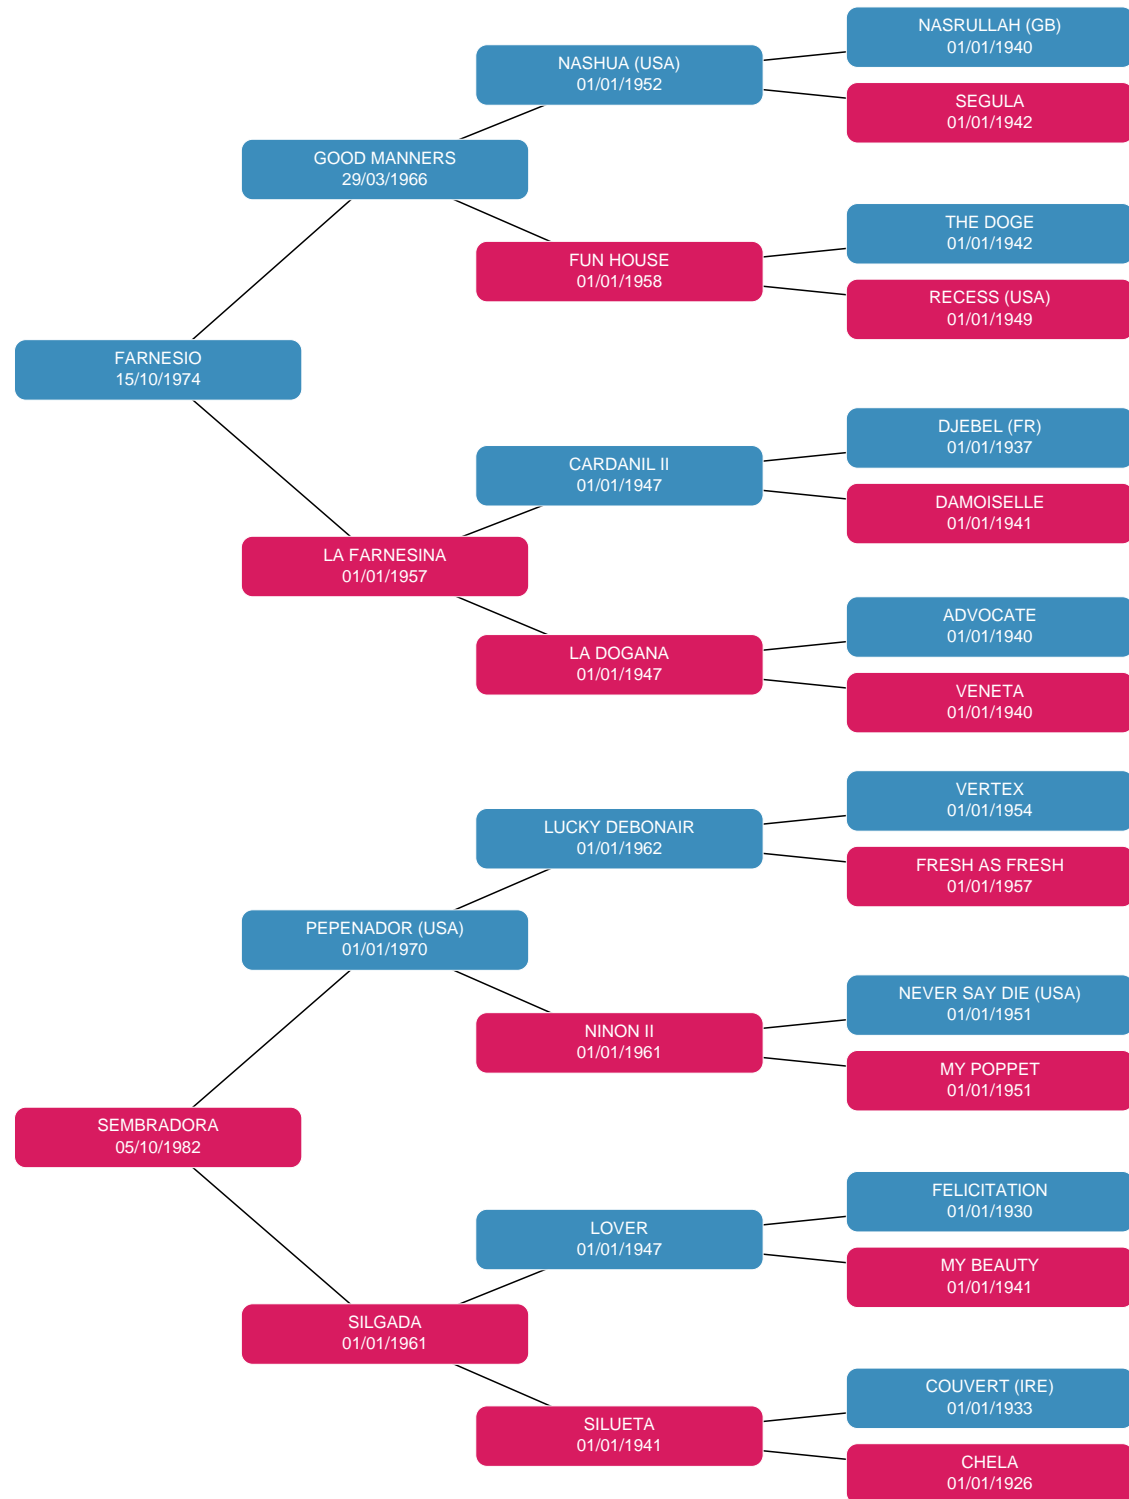 NASRULLAH (GB)
01/01/1940
NASHUA (USA)
01/01/1952
SEGULA
01/01/1942
GOOD MANNERS
29/03/1966
THE DOGE
01/01/1942
FUN HOUSE
01/01/1958
RECESS (USA)
01/01/1949
FARNESIO
15/10/1974
DJEBEL (FR)
01/01/1937
CARDANIL II
01/01/1947
DAMOISELLE
01/01/1941
LA FARNESINA
01/01/1957
ADVOCATE
01/01/1940
LA DOGANA
01/01/1947
VENETA
01/01/1940
VERTEX
01/01/1954
LUCKY DEBONAIR
01/01/1962
FRESH AS FRESH
01/01/1957
PEPENADOR (USA)
01/01/1970
NEVER SAY DIE (USA)
01/01/1951
NINON II
01/01/1961
MY POPPET
01/01/1951
SEMBRADORA
05/10/1982
FELICITATION
01/01/1930
LOVER
01/01/1947
MY BEAUTY
01/01/1941
SILGADA
01/01/1961
COUVERT (IRE)
01/01/1933
SILUETA
01/01/1941
CHELA
01/01/1926